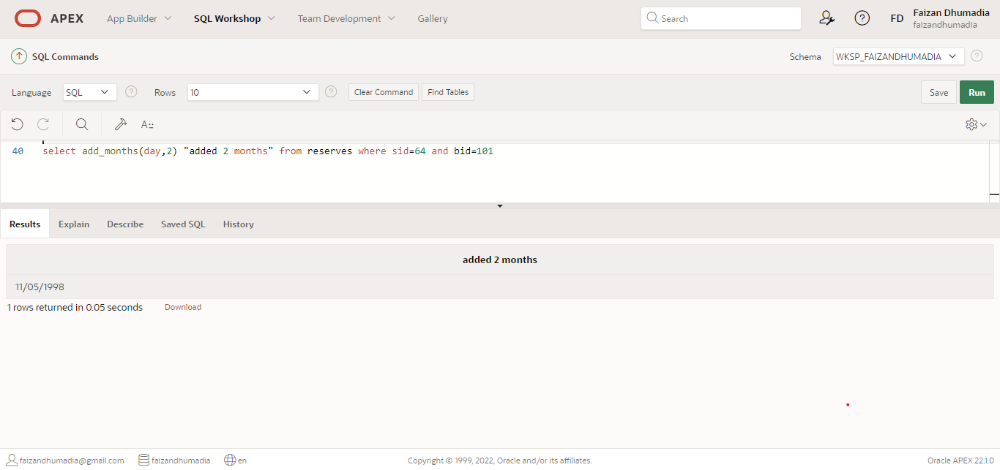 APEX App Builder SQL Workshop Team Development Gallery Search FD Faizan Dhumadia
faizandhumadia
SQL Commands Schema WKSP_FAIZANDHUMADIA ?
Language SQL ? Rows 10 ? Clear Command Find Tables Save Run
A::
40 select add_months(day,2) "added 2 months" from reserves where sid=64 and bid=101
Results Explain Describe Saved SQL History
added 2 months
11/05/1998
1 rows returned in 0.05 seconds Download
faizandhumadia@gmail.com faizandhumadia en Copyright © 1999, 2022, Oracle and/or its affiliates. Oracle APEX 22.1.0